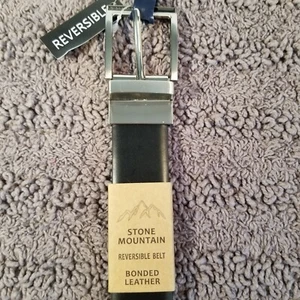 REVERSIBLE
STONE
MOUNTAIN
REVERSIBLE BELT
BONDED
LEATHER